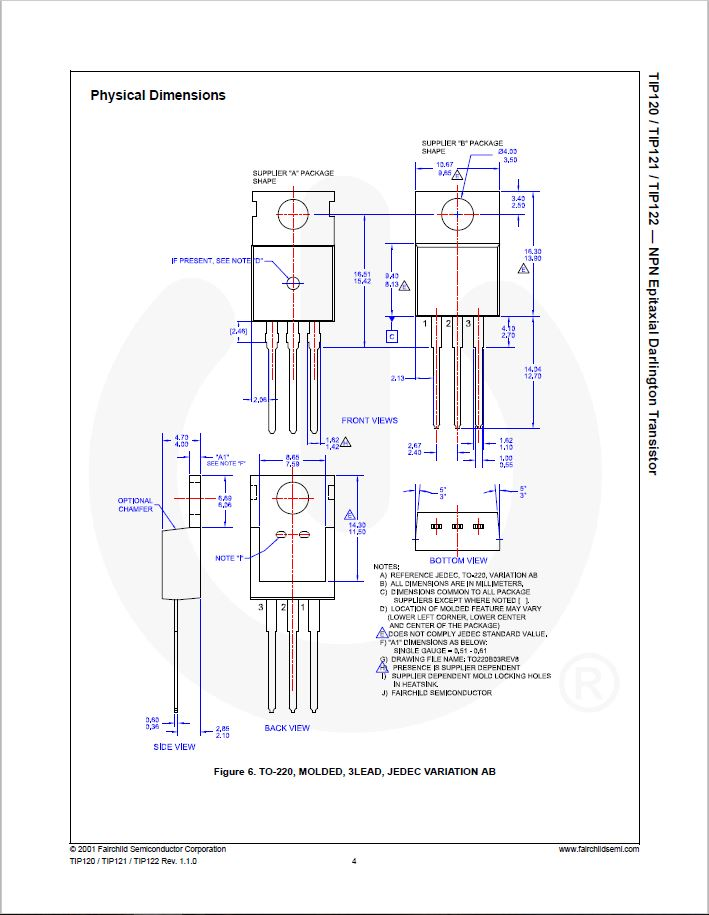 Physical Dimensions
TIP120 / TIP121 / TIP122 — NPN Epitaxial Darlington Transistor
SUPPLIER "B" PACKAGE
SHAPE
Ø4.00
3.50
10.67
9.65 E
SUPPLIER "A" PACKAGE
SHAPE
3.40
2.50
IF PRESENT, SEE NOTE "D"
16.51
15.42
9.40
8.13 E
16.30
13.90
E
C
1 2 3
[2.46]
4.10
2.70
14.04
12.70
2.13
2.06
FRONT VIEWS
1.62
1.42 H
2.67
2.40
1.62
1.10
1.00
0.55
4.70
4.00
"A1"
SEE NOTE "F"
8.65
7.59
OPTIONAL
CHAMFER
6.69
6.06
E
14.30
11.50
NOTE "I"
5°
3°
5°
3°
BOTTOM VIEW
3 2 1
0.60
0.36
2.85
2.10
SIDE VIEW
BACK VIEW
NOTES:
A) REFERENCE JEDEC, TO-220, VARIATION AB
B) ALL DIMENSIONS ARE IN MILLIMETERS.
C) DIMENSIONS COMMON TO ALL PACKAGE
SUPPLIERS EXCEPT WHERE NOTED [ ].
D) LOCATION OF MOLDED FEATURE MAY VARY
(LOWER LEFT CORNER, LOWER CENTER
AND CENTER OF THE PACKAGE)
E DOES NOT COMPLY JEDEC STANDARD VALUE.
F) "A1" DIMENSIONS AS BELOW:
SINGLE GAUGE = 0.51 - 0.61
G) DRAWING FILE NAME: TO220B03REV8
H) PRESENCE IS SUPPLIER DEPENDENT
I) SUPPLIER DEPENDENT MOLD LOCKING HOLES
IN HEATSINK.
J) FAIRCHILD SEMICONDUCTOR
®
Figure 6. TO-220, MOLDED, 3LEAD, JEDEC VARIATION AB
© 2001 Fairchild Semiconductor Corporation
www.fairchildsemi.com
TIP120 / TIP121 / TIP122 Rev. 1.1.0
4